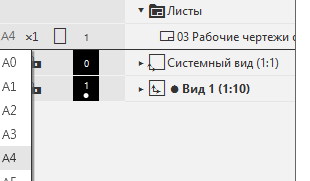 Листы
A4 ×1 1 03 Рабочие чертежи
A0 0 Системный вид (1:1)
A1 1 Вид 1 (1:10)
A2
A3
A4
A5